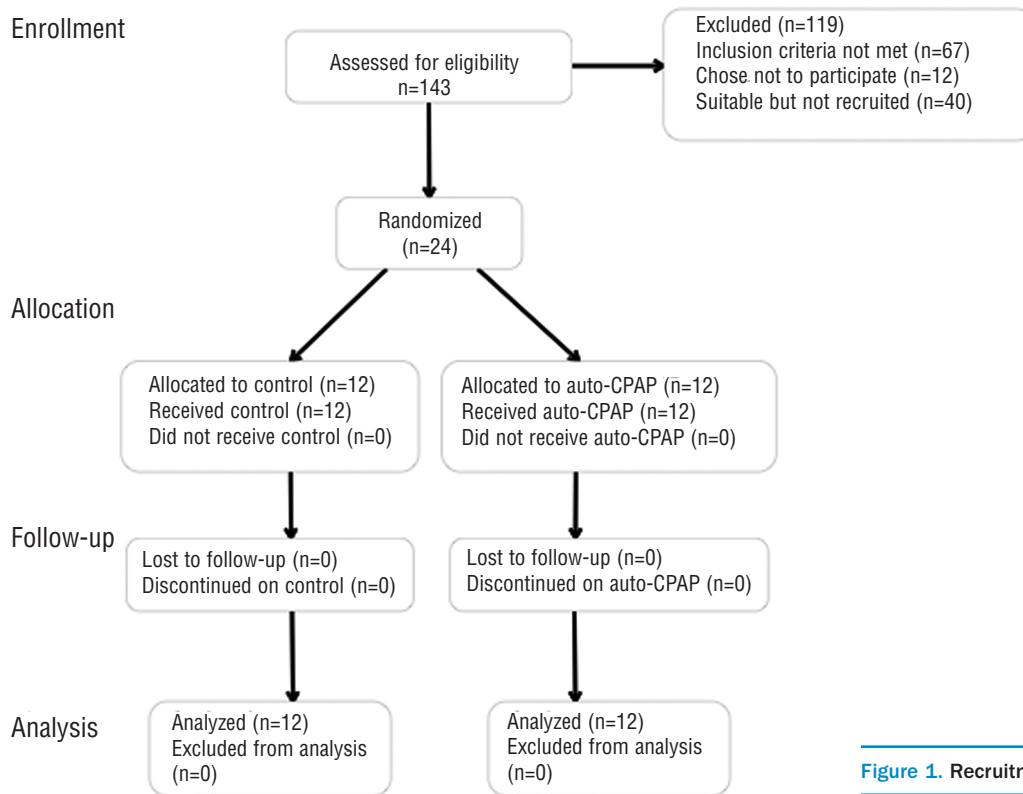 Enrollment
Assessed for eligibility
n=143
Excluded (n=119)
Inclusion criteria not met (n=67)
Chose not to participate (n=12)
Suitable but not recruited (n=40)
Randomized
(n=24)
Allocation
Allocated to control (n=12)
Received control (n=12)
Did not receive control (n=0)
Allocated to auto-CPAP (n=12)
Received auto-CPAP (n=12)
Did not receive auto-CPAP (n=0)
Follow-up
Lost to follow-up (n=0)
Discontinued on control (n=0)
Lost to follow-up (n=0)
Discontinued on auto-CPAP (n=0)
Analysis
Analyzed (n=12)
Excluded from analysis
(n=0)
Analyzed (n=12)
Excluded from analysis
(n=0)
Figure 1.